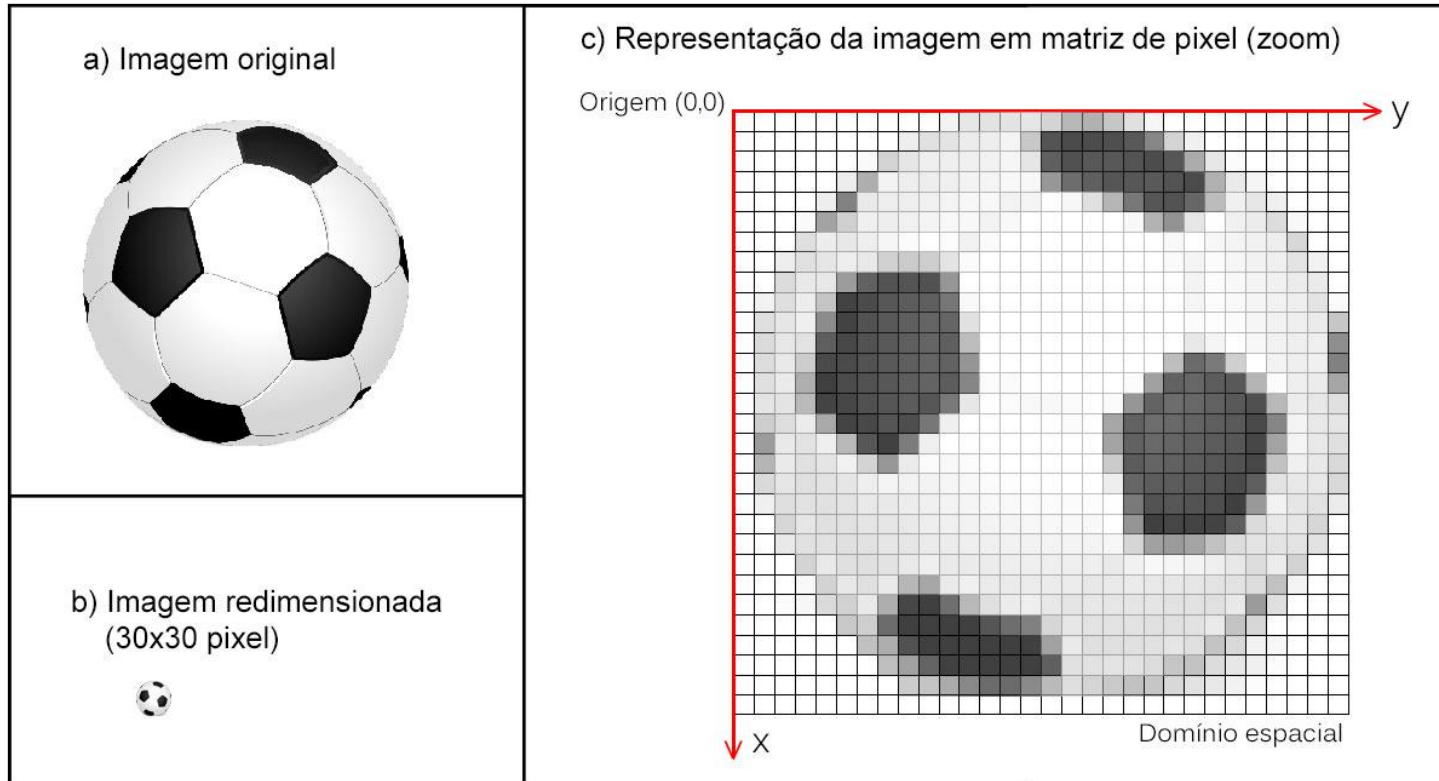 a) Imagem original
b) Imagem redimensionada
(30x30 pixel)
c) Representação da imagem em matriz de pixel (zoom)
Origem (0,0)
y
x
Domínio espacial